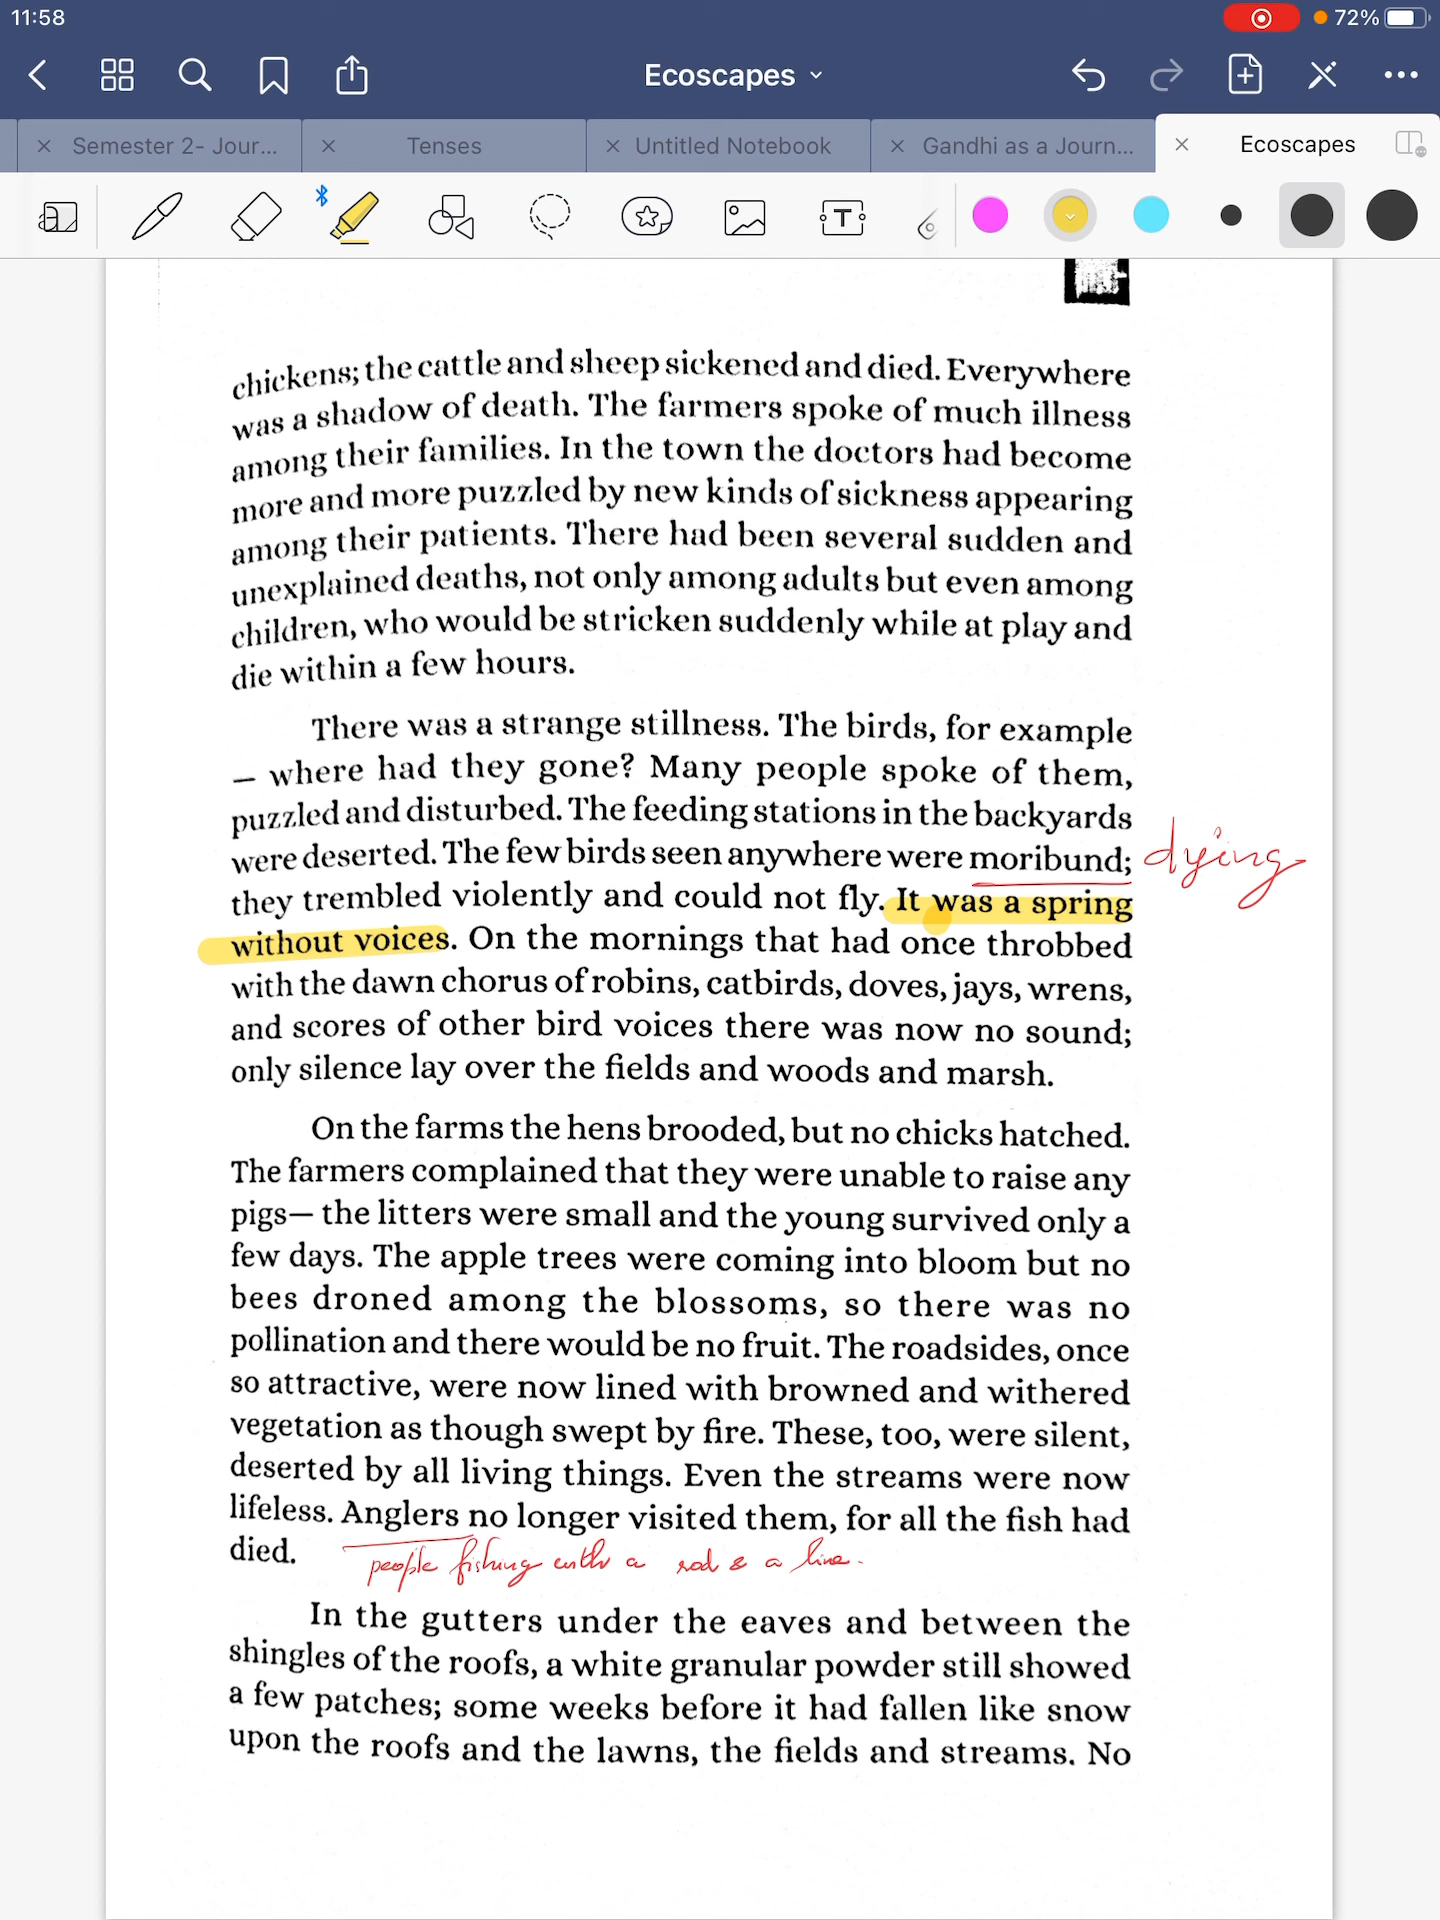 11:58
72%
Ecoscapes
Semester 2- Jour...
Tenses
Untitled Notebook
Gandhi as a Journ...
Ecoscapes
T
chickens; the cattle and sheep sickened and died. Everywhere
was a shadow of death. The farmers spoke of much illness
among their families. In the town the doctors had become
more and more puzzled by new kinds of sickness appearing
among their patients. There had been several sudden and
unexplained deaths, not only among adults but even among
children, who would be stricken suddenly while at play and
die within a few hours.
There was a strange stillness. The birds, for example
— where had they gone? Many people spoke of them,
puzzled and disturbed. The feeding stations in the backyards
were deserted. The few birds seen anywhere were moribund; dying
they trembled violently and could not fly. It was a spring
without voices. On the mornings that had once throbbed
with the dawn chorus of robins, catbirds, doves, jays, wrens,
and scores of other bird voices there was now no sound;
only silence lay over the fields and woods and marsh.
On the farms the hens brooded, but no chicks hatched.
The farmers complained that they were unable to raise any
pigs— the litters were small and the young survived only a
few days. The apple trees were coming into bloom but no
bees droned among the blossoms, so there was no
pollination and there would be no fruit. The roadsides, once
so attractive, were now lined with browned and withered
vegetation as though swept by fire. These, too, were silent,
deserted by all living things. Even the streams were now
lifeless. Anglers no longer visited them, for all the fish had
died.
people fishing with a rod & a line.
In the gutters under the eaves and between the
shingles of the roofs, a white granular powder still showed
a few patches; some weeks before it had fallen like snow
upon the roofs and the lawns, the fields and streams. No